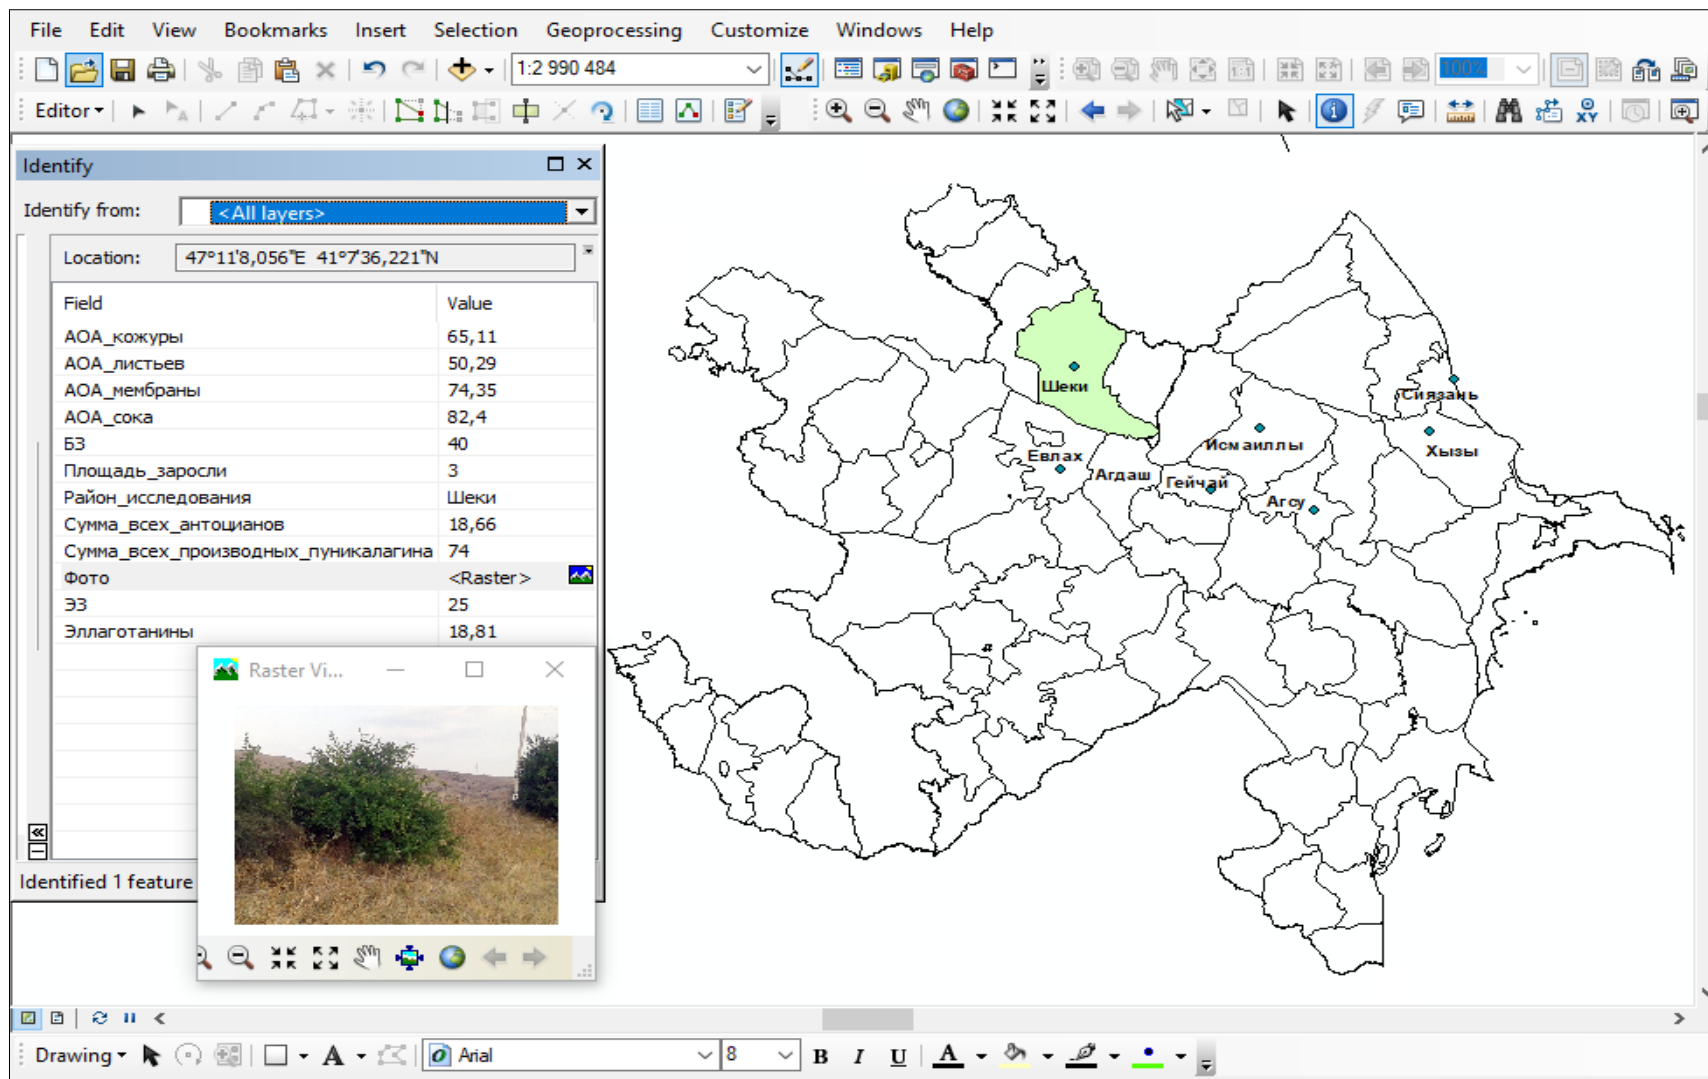 File Edit View Bookmarks Insert Selection Geoprocessing Customize Windows Help
1:2 990 484
100%
Editor
Identify
Identify from: <All layers>
Location: 47°11'8,056"E 41°7'36,221"N
Field Value
АОА_кожуры 65,11
АОА_листьев 50,29
АОА_мембраны 74,35
АОА_сока 82,4
БЗ 40
Площадь_заросли 3
Район_исследования Шеки
Сумма_всех_антоцианов 18,66
Сумма_всех_производных_пуникалагина 74
Фото <Raster>
ЭЗ 25
Эллаготанины 18,81
Identified 1 feature
Raster Vi...
Шеки
Сиязань
Исмаиллы
Хызы
Евлах
Агдаш
Гейчай
Агсу
Drawing Arial 8 B I U A